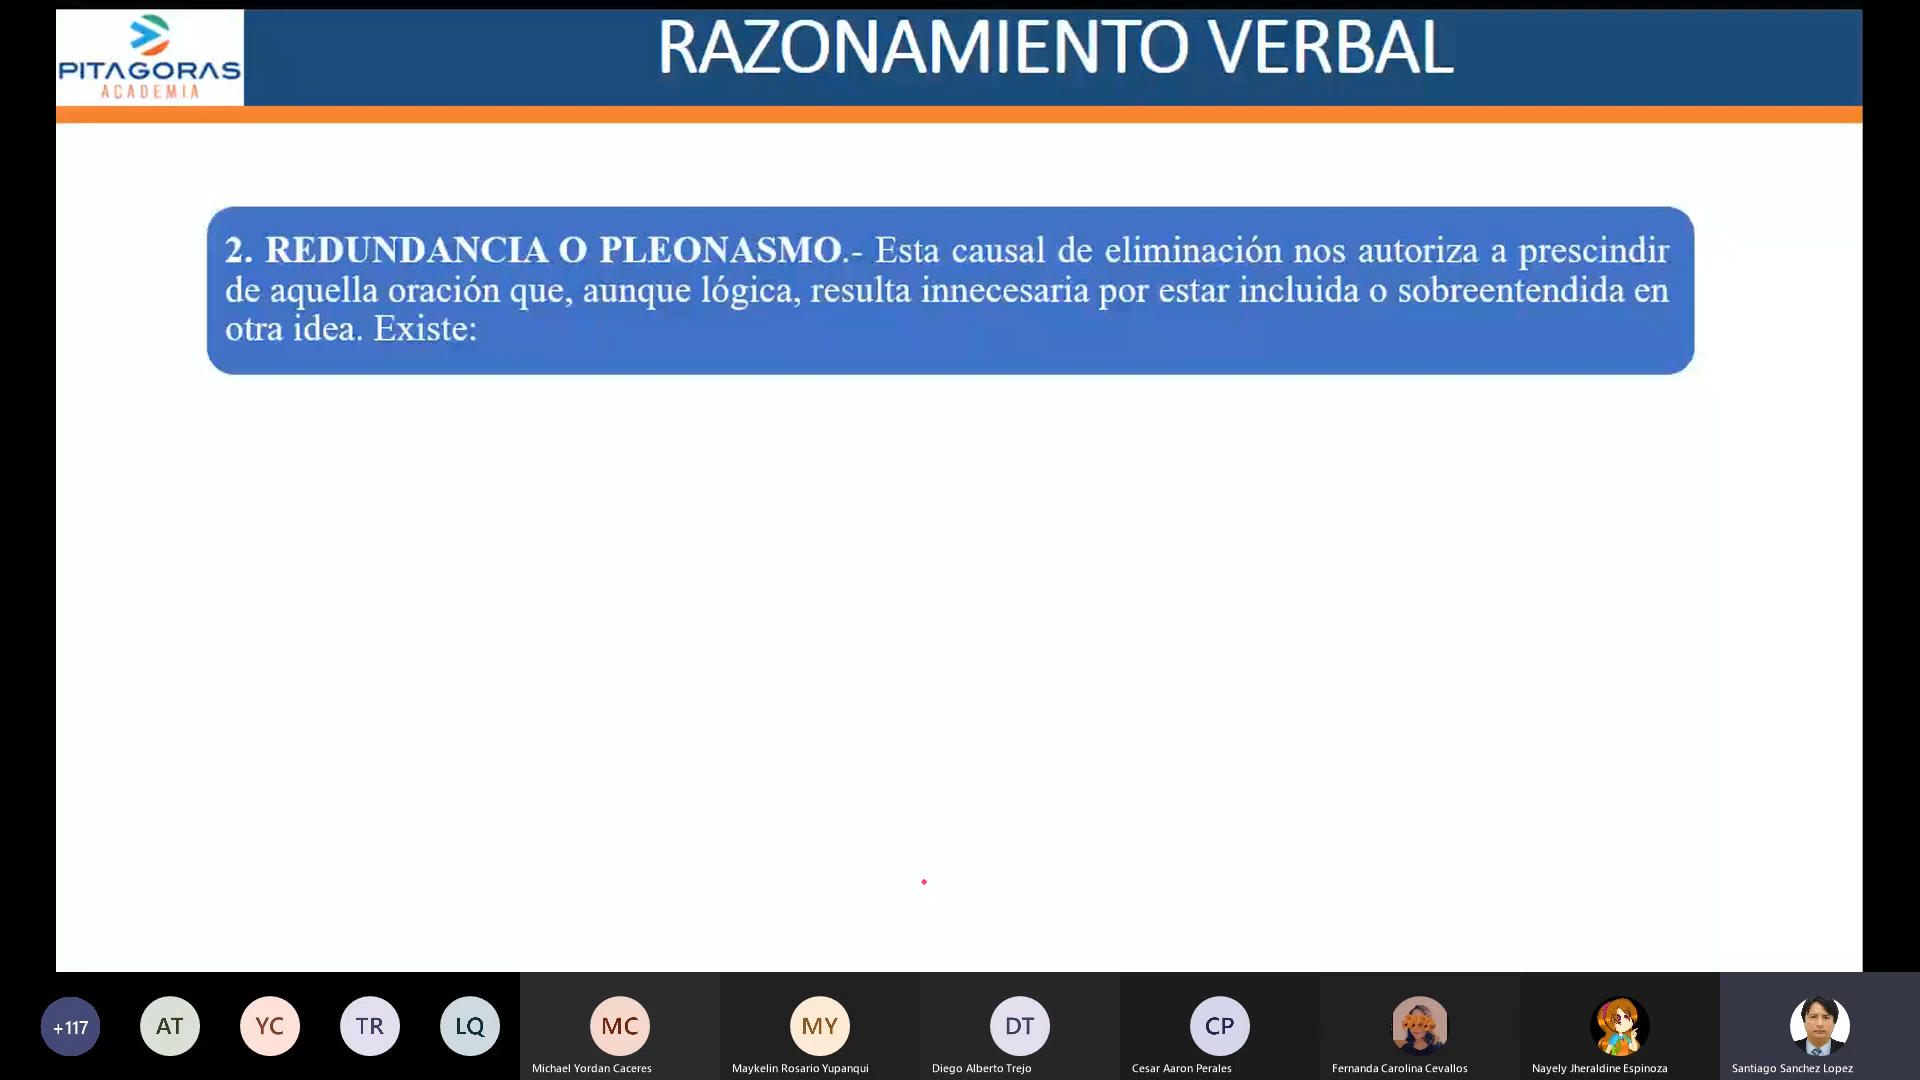 RAZONAMIENTO VERBAL
PITAGORAS
ACADEMIA
2. REDUNDANCIA O PLEONASMO.- Esta causal de eliminación nos autoriza a prescindir
de aquella oración que, aunque lógica, resulta innecesaria por estar incluida o sobreentendida en
otra idea. Existe:
+117
AT
YC
TR
LQ
MC
MY
DT
CP
Michael Yordan Caceres
Maykelin Rosario Yupanqui
Diego Alberto Trejo
Cesar Aaron Perales
Fernanda Carolina Cevallos
Nayely Jheraldine Espinoza
Santiago Sanchez Lopez